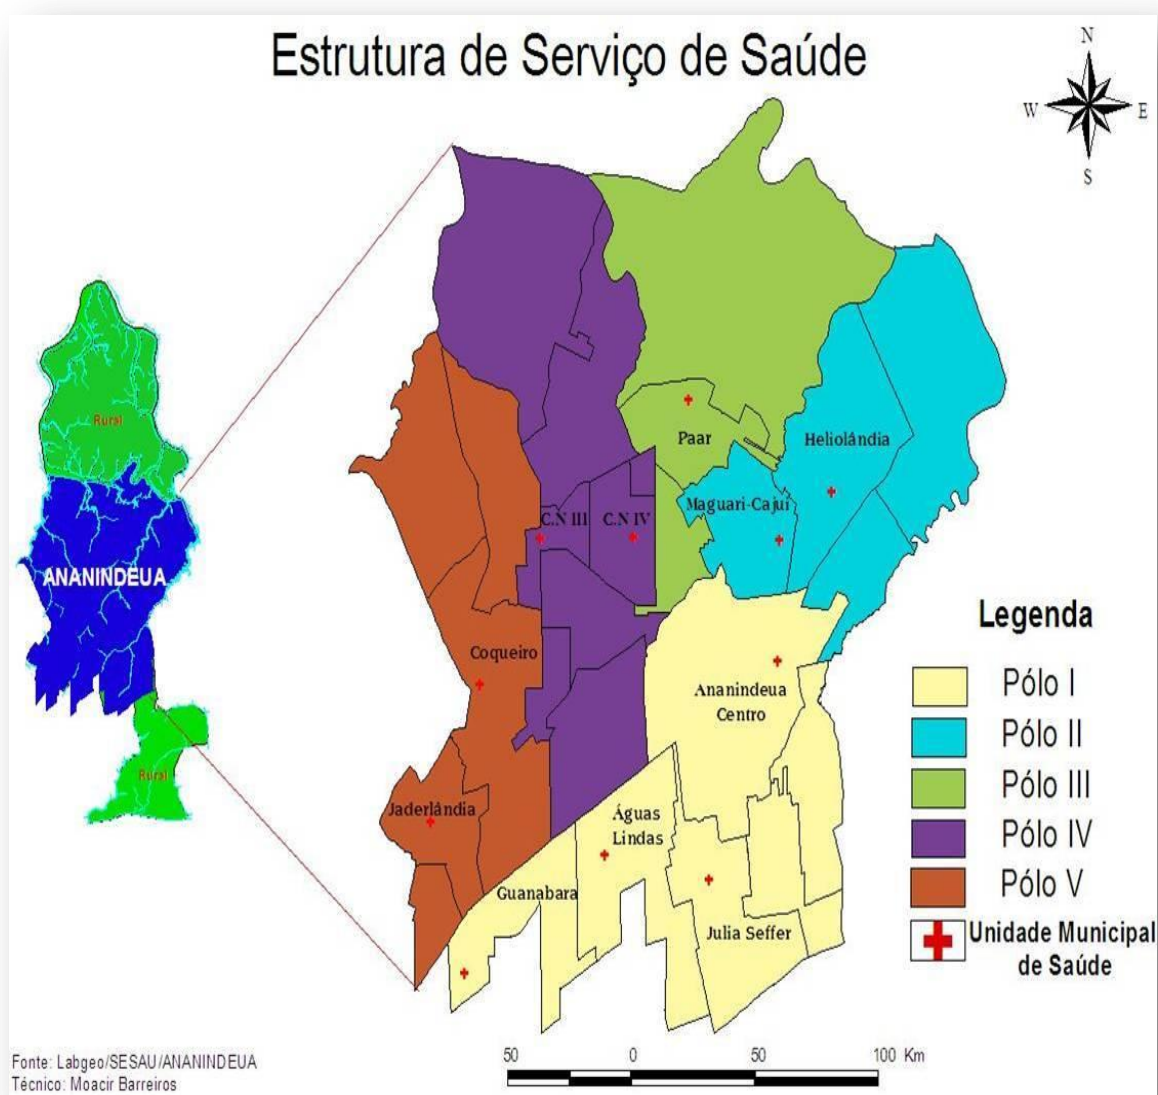 Estrutura de Serviço de Saúde
N
W
E
S
Rural
ANANINDEUA
Rural
Paar
Heliolândia
Maguari-Cajuí
C.N III
C.N IV
Coqueiro
Ananindeua
Centro
Jaderlândia
Águas
Lindas
Guanabara
Julia Seffer
Legenda
Pólo I
Pólo II
Pólo III
Pólo IV
Pólo V
Unidade Municipal
de Saúde
50 0 50 100 Km
Fonte: Labgeo/SESAU/ANANINDEUA
Técnico: Moacir Barreiros